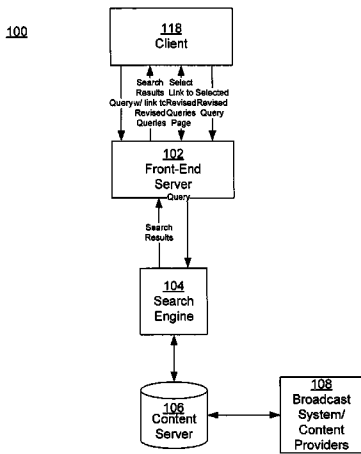 100
118
Client
Search
Results
Query w/ link to
Revised
Queries
Select
Link to
Revised
Queries
Page
Selected
Revised
Query
102
Front-End
Server
Query
Search
Results
104
Search
Engine
106
Content
Server
108
Broadcast
System/
Content
Providers